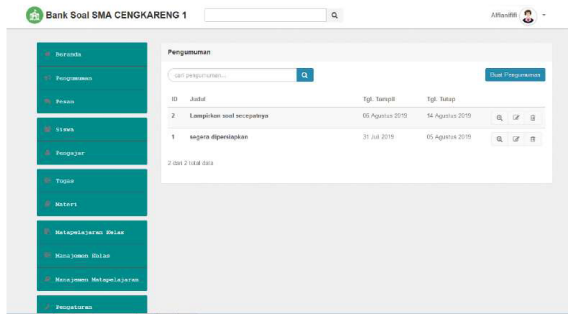 Bank Soal SMA CENGKARENG 1
Alfianififi
Beranda
Pengumuman
Pesan
Siswa
Pengajar
Tugas
Materi
Matapelajaran Kelas
Manajemen Kelas
Manajemen Matapelajaran
Pengaturan
Pengumuman
cari pengumuman...
Buat Pengumuman
ID Judul Tgl. Tampil Tgl. Tutup
2 Lampirkan soal secepatnya 05 Agustus 2019 14 Agustus 2019
1 segera dipersiapkan 31 Juli 2019 05 Agustus 2019
2 dari 2 total data